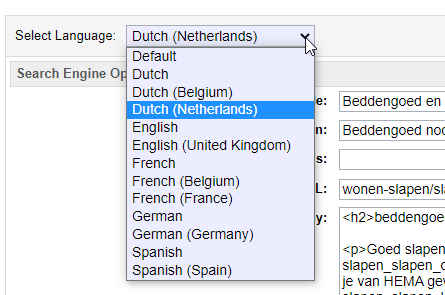 Select Language: Dutch (Netherlands)
Default
Search Engine Op
Dutch
Dutch (Belgium)
e: Beddengoed en
Dutch (Netherlands)
English
n: Beddengoed noc
English (United Kingdom)
French
s:
French (Belgium)
L: wonen-slapen/sla
French (France)
German
y: <h2>beddengoe
German (Germany)
Spanish
<p>Goed slapen
Spanish (Spain)
slapen_slapen_c
je van HEMA gev